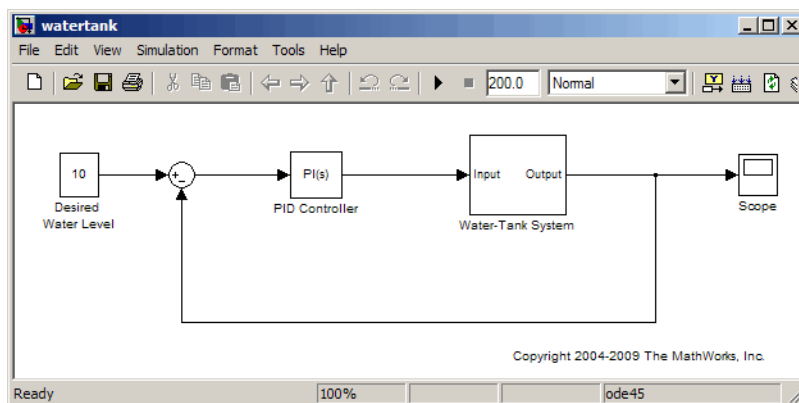 watertank
File Edit View Simulation Format Tools Help
200.0 Normal
10
+
-
PI(s)
Input Output
Desired
Water Level
PID Controller
Water-Tank System
Scope
Copyright 2004-2009 The MathWorks, Inc.
Ready 100% ode45